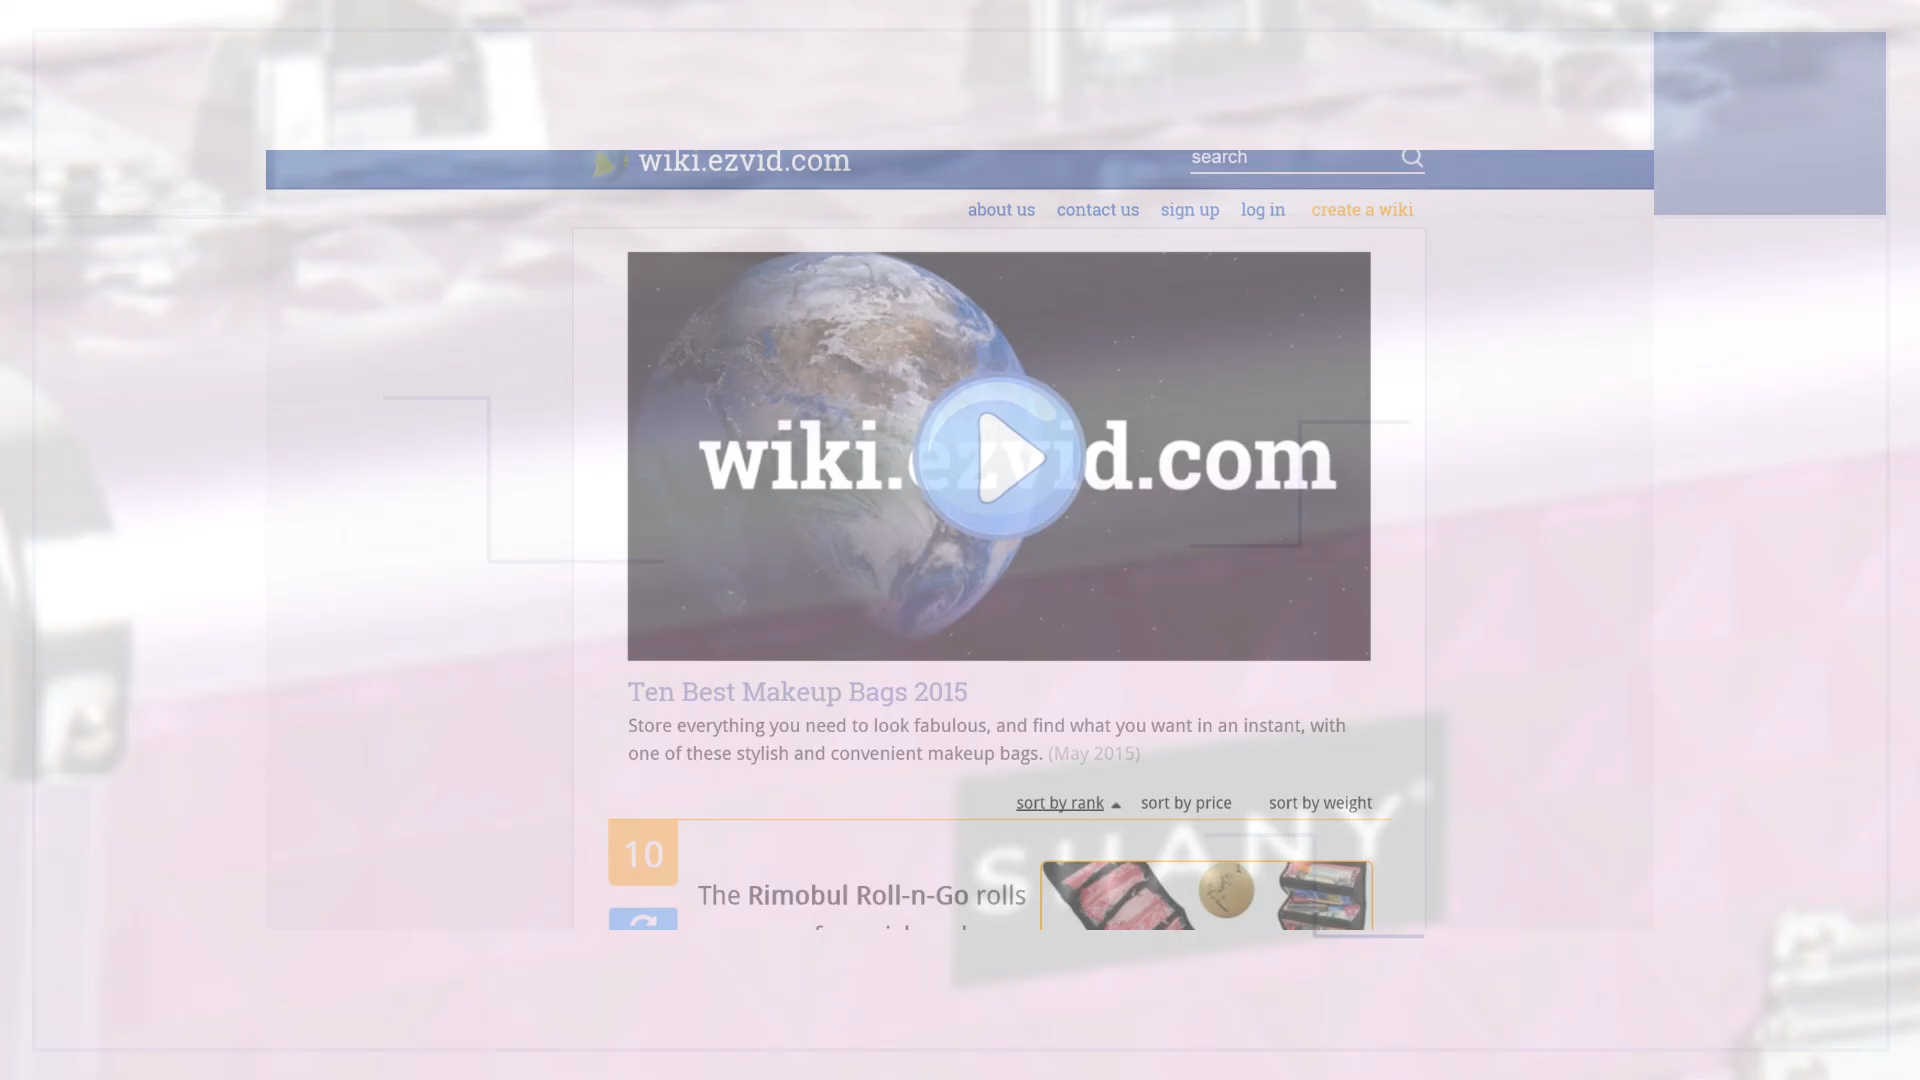 wiki.ezvid.com
search
about us contact us sign up log in create a wiki
wiki.ezvid.com
Ten Best Makeup Bags 2015
Store everything you need to look fabulous, and find what you want in an instant, with
one of these stylish and convenient makeup bags. (May 2015)
sort by rank sort by price sort by weight
SHANY
10
The Rimobul Roll-n-Go rolls